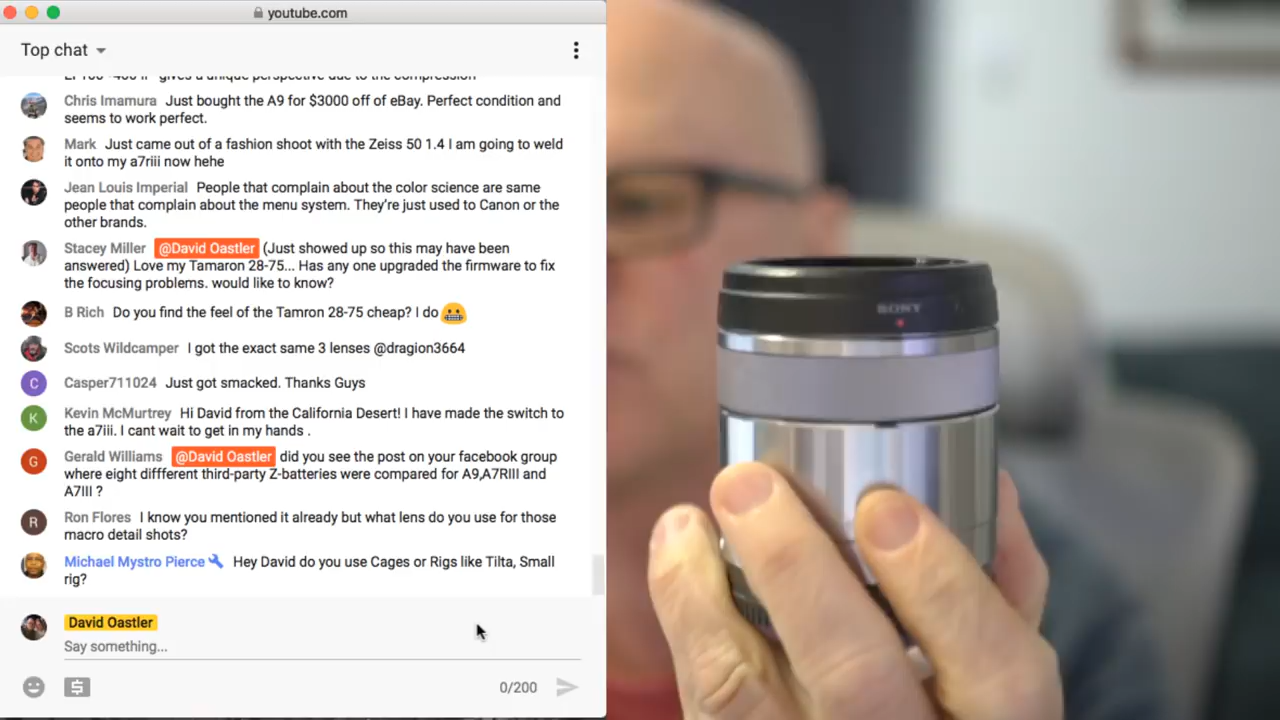 youtube.com
Top chat
EF100-400 II gives a unique perspective due to the compression
Chris Imamura Just bought the A9 for $3000 off of eBay. Perfect condition and
seems to work perfect.
Mark Just came out of a fashion shoot with the Zeiss 50 1.4 I am going to weld
it onto my a7riii now hehe
Jean Louis Imperial People that complain about the color science are same
people that complain about the menu system. They're just used to Canon or the
other brands.
Stacey Miller @David Oastler (Just showed up so this may have been
answered) Love my Tamaron 28-75... Has any one upgraded the firmware to fix
the focusing problems. would like to know?
B Rich Do you find the feel of the Tamron 28-75 cheap? I do
Scots Wildcamper I got the exact same 3 lenses @dragion3664
C
Casper711024 Just got smacked. Thanks Guys
K
Kevin McMurtrey Hi David from the California Desert! I have made the switch to
the a7iii. I cant wait to get in my hands .
G
Gerald Williams @David Oastler did you see the post on your facebook group
where eight diffferent third-party Z-batteries were compared for A9,A7RIII and
A7III ?
R
Ron Flores I know you mentioned it already but what lens do you use for those
macro detail shots?
Michael Mystro Pierce Hey David do you use Cages or Rigs like Tilta, Small
rig?
David Oastler
Say something...
$
0/200
SONY